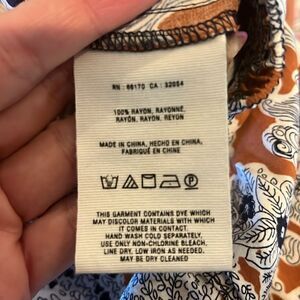 RN : 66170 CA : 32054
100% RAYON, RAYONNE,
RAYÓN, RAYON, REYON
MADE IN CHINA, HECHO EN CHINA,
FABRIQUÉ EN CHINE
THIS GARMENT CONTAINS DYE WHICH
MAY DISCOLOR MATERIALS WITH WHICH
IT COMES IN CONTACT.
HAND WASH COLD SEPARATELY,
USE ONLY NON-CHLORINE BLEACH,
LINE DRY, LOW IRON AS NEEDED.
MAY BE DRY CLEAN